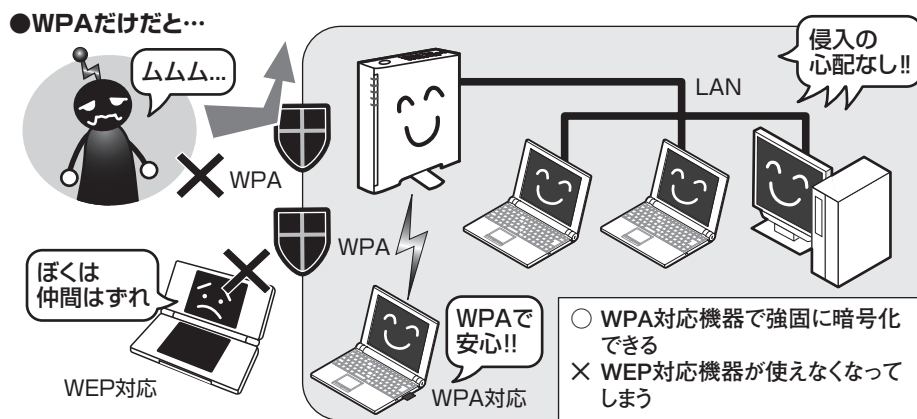 ●WPAだけだと…
ムムム...
侵入の
心配なし!!
LAN
WPA
WPA
ぼくは
仲間はずれ
WPAで
安心!!
WEP対応
WPA対応
○ WPA対応機器で強固に暗号化
できる
× WEP対応機器が使えなくなって
しまう